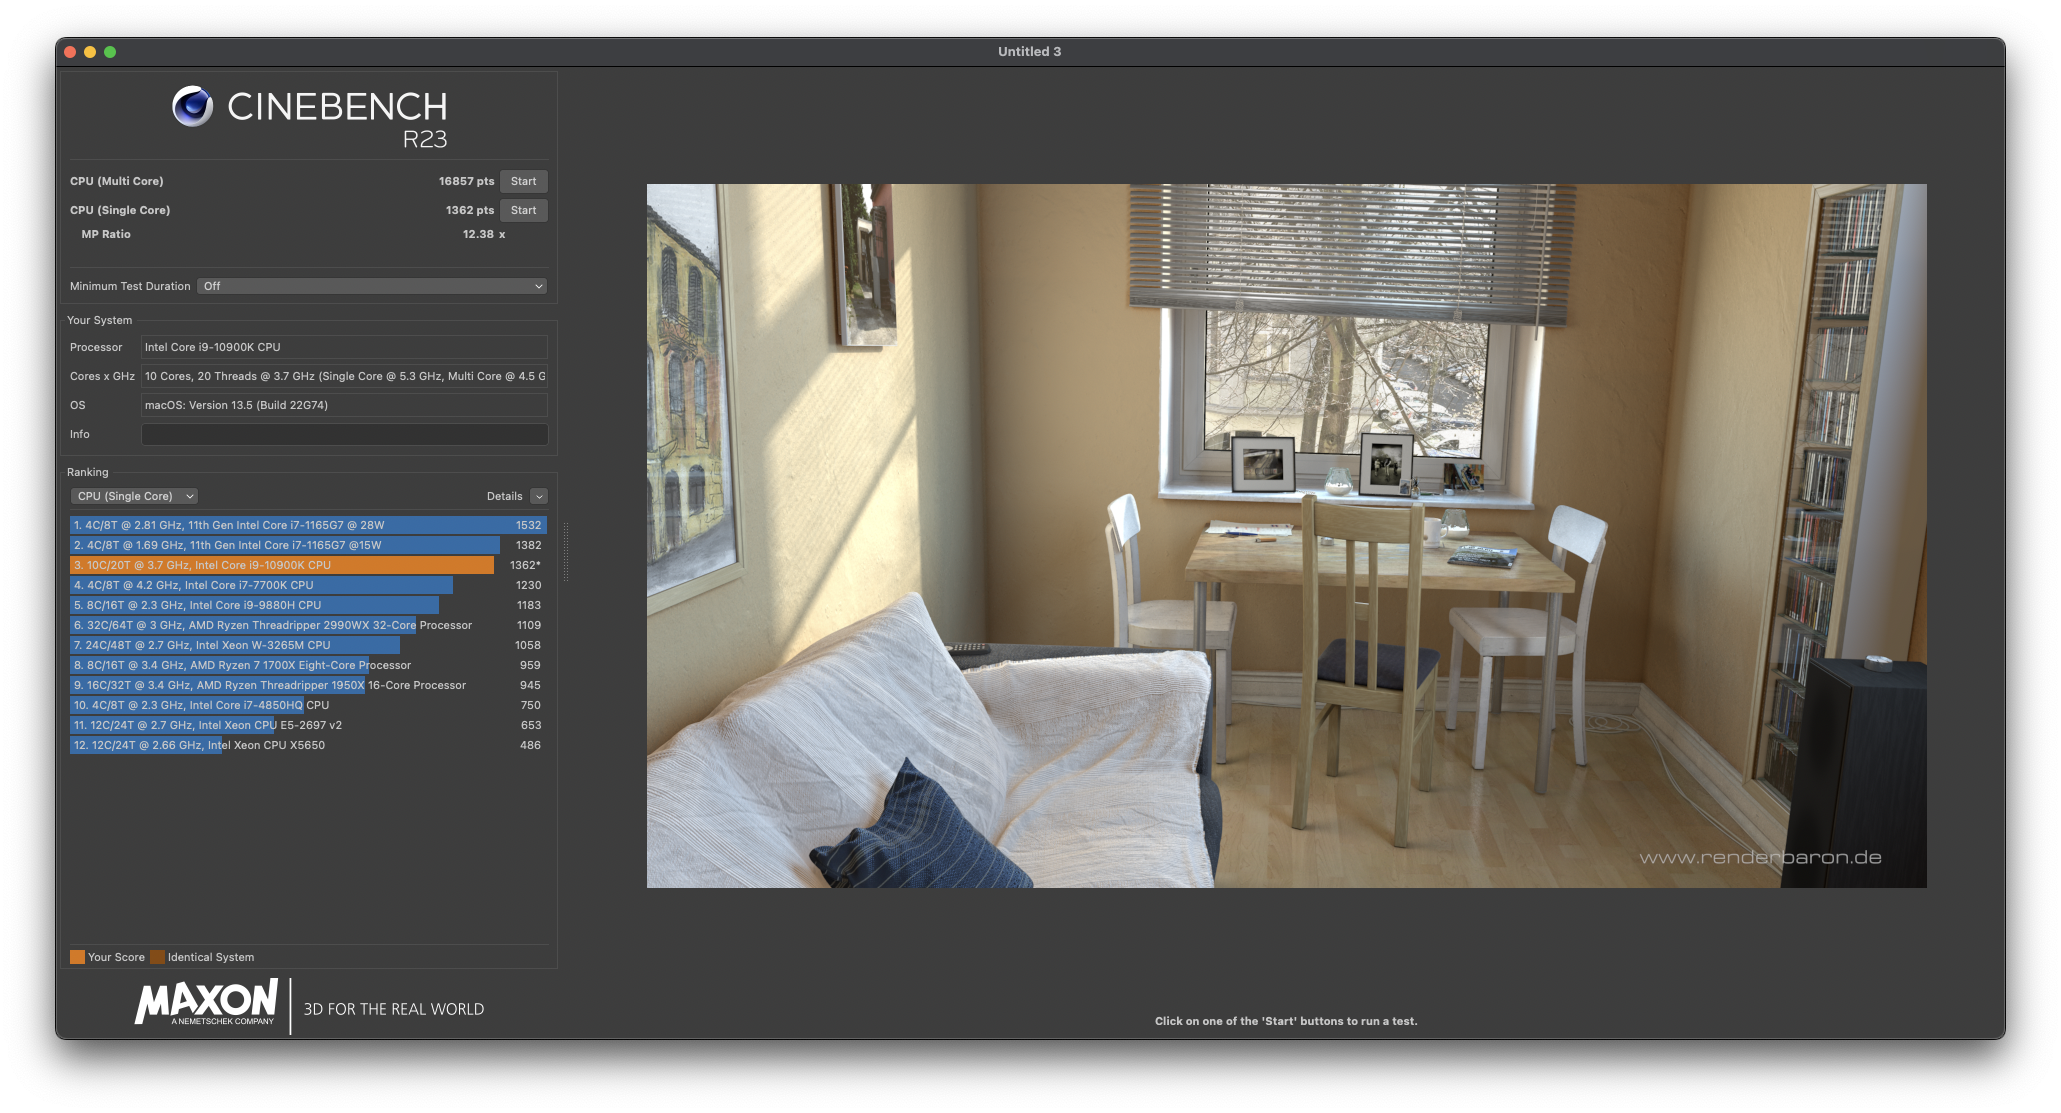 Untitled 3
CINEBENCH
R23
CPU (Multi Core) 16857 pts Start
CPU (Single Core) 1362 pts Start
MP Ratio 12.38 x
Minimum Test Duration Off
Your System
Processor Intel Core i9-10900K CPU
Cores x GHz 10 Cores, 20 Threads @ 3.7 GHz (Single Core @ 5.3 GHz, Multi Core @ 4.5 G
OS macOS: Version 13.5 (Build 22G74)
Info
Ranking
CPU (Single Core) Details
1. 4C/8T @ 2.81 GHz, 11th Gen Intel Core i7-1165G7 @ 28W 1532
2. 4C/8T @ 1.69 GHz, 11th Gen Intel Core i7-1165G7 @15W 1382
3. 10C/20T @ 3.7 GHz, Intel Core i9-10900K CPU 1362*
4. 4C/8T @ 4.2 GHz, Intel Core i7-7700K CPU 1230
5. 8C/16T @ 2.3 GHz, Intel Core i9-9880H CPU 1183
6. 32C/64T @ 3 GHz, AMD Ryzen Threadripper 2990WX 32-Core Processor 1109
7. 24C/48T @ 2.7 GHz, Intel Xeon W-3265M CPU 1058
8. 8C/16T @ 3.4 GHz, AMD Ryzen 7 1700X Eight-Core Processor 959
9. 16C/32T @ 3.4 GHz, AMD Ryzen Threadripper 1950X 16-Core Processor 945
10. 4C/8T @ 2.3 GHz, Intel Core i7-4850HQ CPU 750
11. 12C/24T @ 2.7 GHz, Intel Xeon CPU E5-2697 v2 653
12. 12C/24T @ 2.66 GHz, Intel Xeon CPU X5650 486
Your Score Identical System
MAXON
A NEMETSCHEK COMPANY
3D FOR THE REAL WORLD
www.renderbaron.de
Click on one of the 'Start' buttons to run a test.